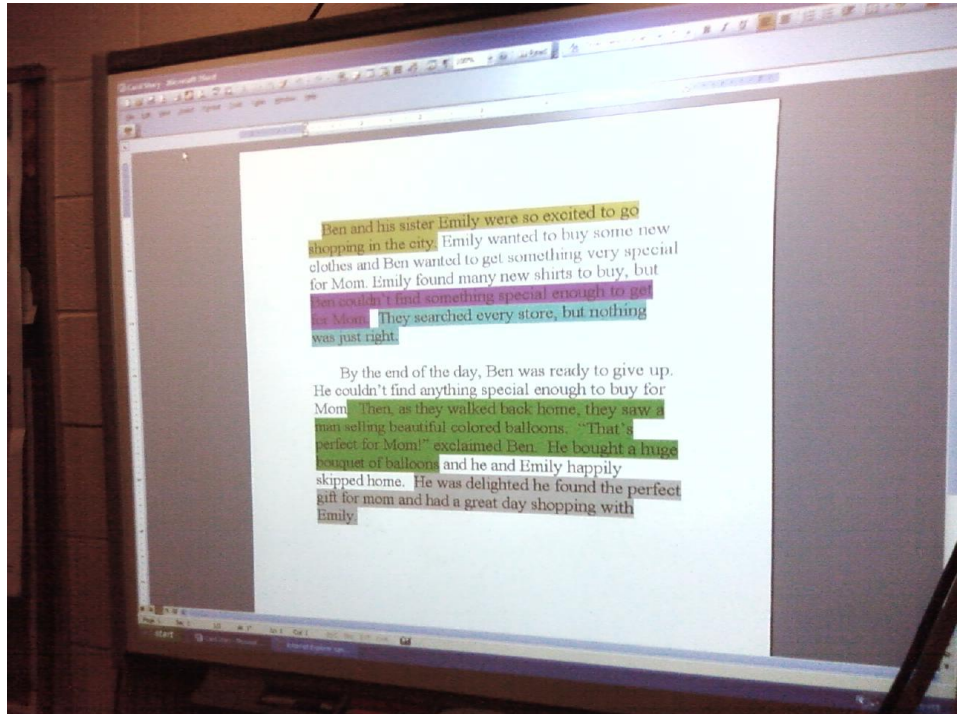 Microsoft Word
100%
Ben and his sister Emily were so excited to go
shopping in the city. Emily wanted to buy some new
clothes and Ben wanted to get something very special
for Mom. Emily found many new shirts to buy, but
Ben couldn't find something special enough to get
for Mom. They searched every store, but nothing
was just right.
By the end of the day, Ben was ready to give up.
He couldn't find anything special enough to buy for
Mom. Then, as they walked back home, they saw a
man selling beautiful colored balloons. "That's
perfect for Mom!" exclaimed Ben. He bought a huge
bouquet of balloons and he and Emily happily
skipped home. He was delighted he found the perfect
gift for mom and had a great day shopping with
Emily.
start